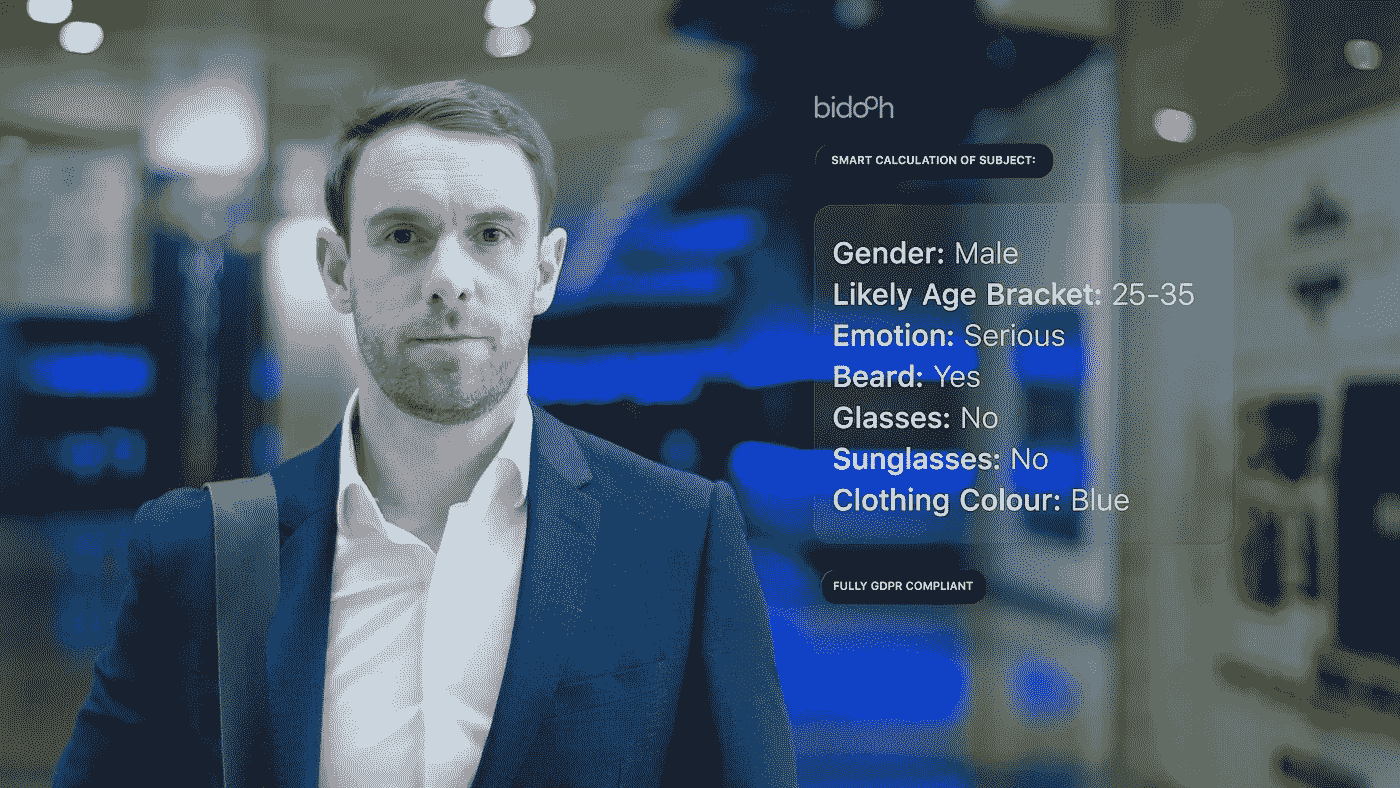 bidooh
SMART CALCULATION OF SUBJECT:
Gender: Male
Likely Age Bracket: 25-35
Emotion: Serious
Beard: Yes
Glasses: No
Sunglasses: No
Clothing Colour: Blue
FULLY GDPR COMPLIANT